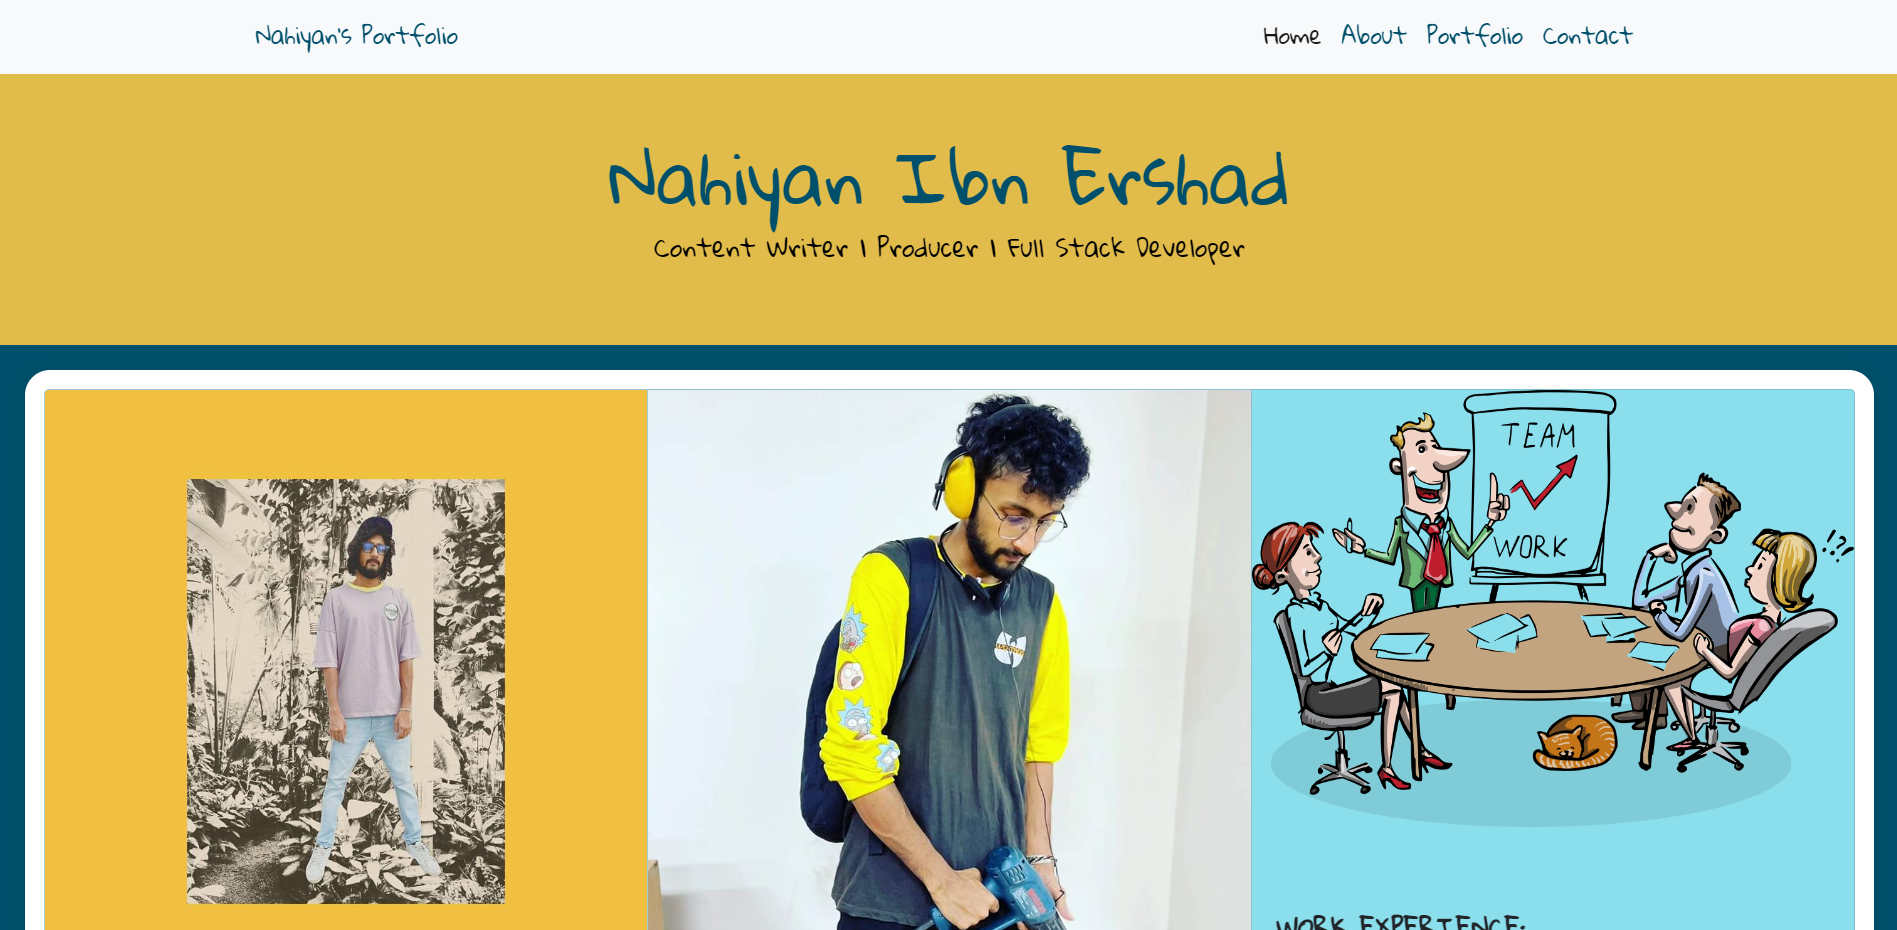 Nahiyan's Portfolio
Home About Portfolio Contact
Nahiyan Ibn Ershad
Content Writer | Producer | Full Stack Developer
TEAM
WORK
!?!
WORK EXPERIENCE: